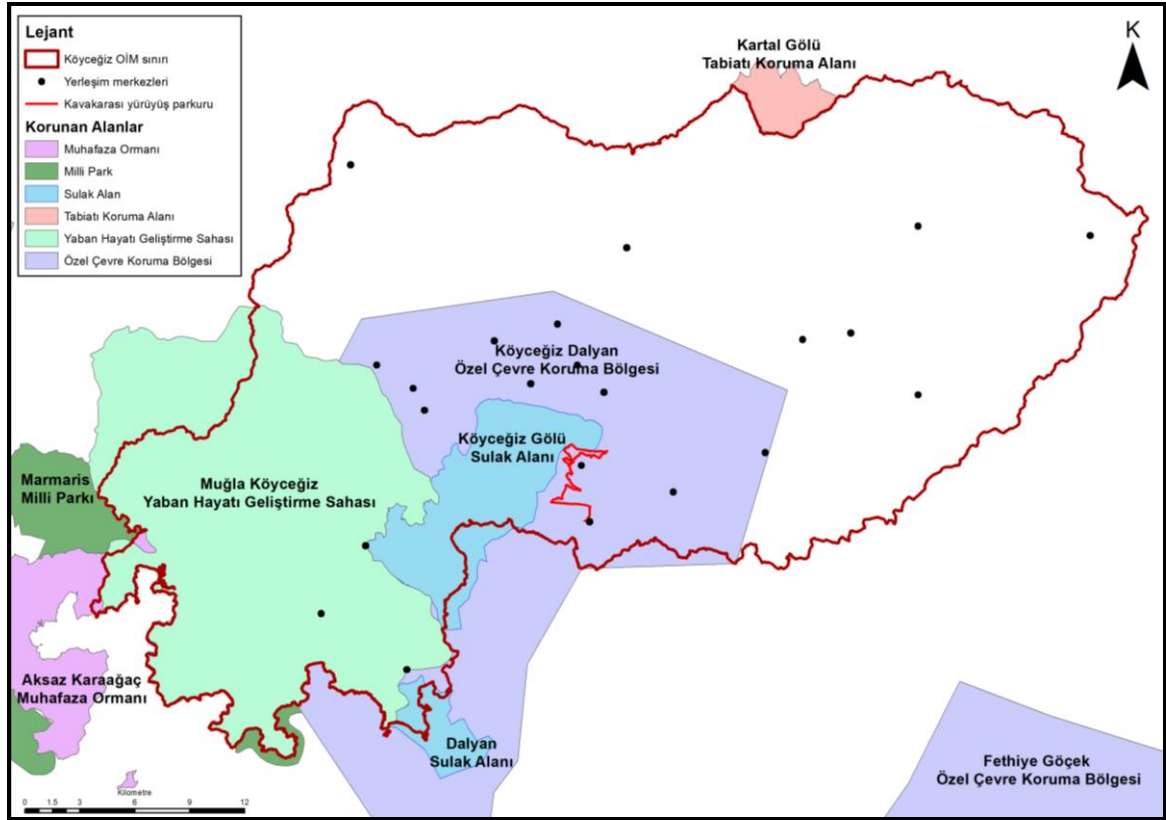 Lejant
Köyceğiz OİM sınırı
Yerleşim merkezleri
Kavakarası yürüyüş parkuru
Korunan Alanlar
Muhafaza Ormanı
Milli Park
Sulak Alan
Tabiatı Koruma Alanı
Yaban Hayatı Geliştirme Sahası
Özel Çevre Koruma Bölgesi
K
Kartal Gölü
Tabiatı Koruma Alanı
Köyceğiz Dalyan
Özel Çevre Koruma Bölgesi
Köyceğiz Gölü
Sulak Alanı
Marmaris
Milli Parkı
Muğla Köyceğiz
Yaban Hayatı Geliştirme Sahası
Aksaz Karaağaç
Muhafaza Ormanı
Dalyan
Sulak Alanı
Fethiye Göçek
Özel Çevre Koruma Bölgesi
Kilometre
0 1.5 3 6 9 12